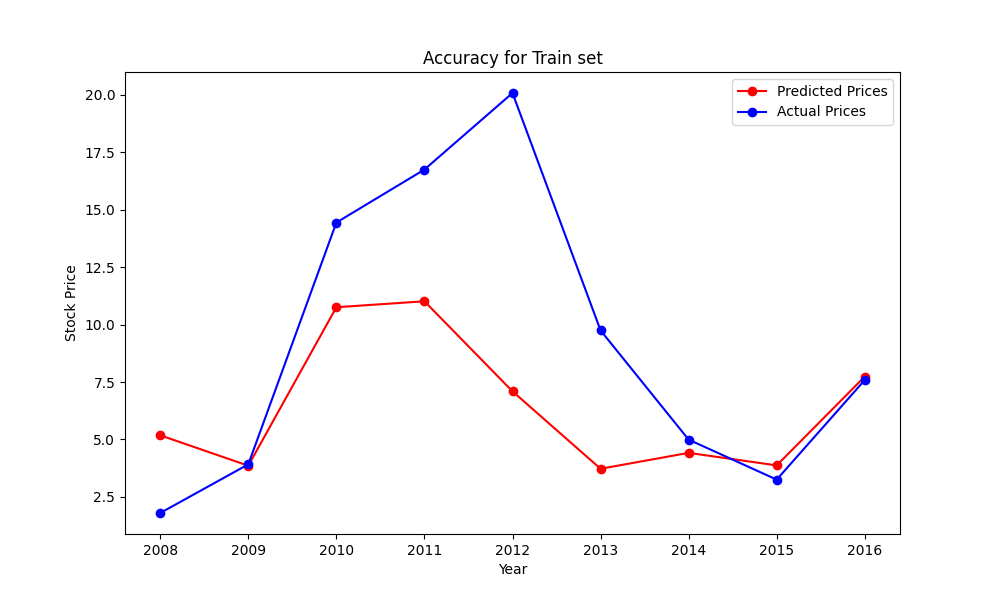 Accuracy for Train set
Predicted Prices
Actual Prices
20.0
17.5
15.0
12.5
10.0
7.5
5.0
2.5
Stock Price
2008 2009 2010 2011 2012 2013 2014 2015 2016
Year